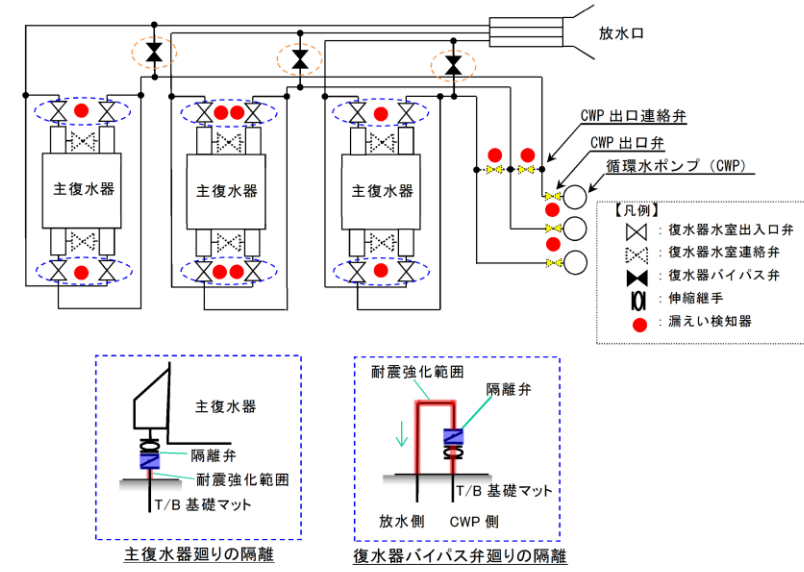 放水口
CWP 出口連絡弁
CWP 出口弁
循環水ポンプ（CWP）
主復水器
主復水器
主復水器
【凡例】
：復水器水室出入口弁
：復水器水室連絡弁
：復水器バイパス弁
：伸縮継手
：漏えい検知器
主復水器
隔離弁
耐震強化範囲
T/B 基礎マット
主復水器廻りの隔離
耐震強化範囲
隔離弁
T/B 基礎マット
放水側
CWP 側
復水器バイパス弁廻りの隔離